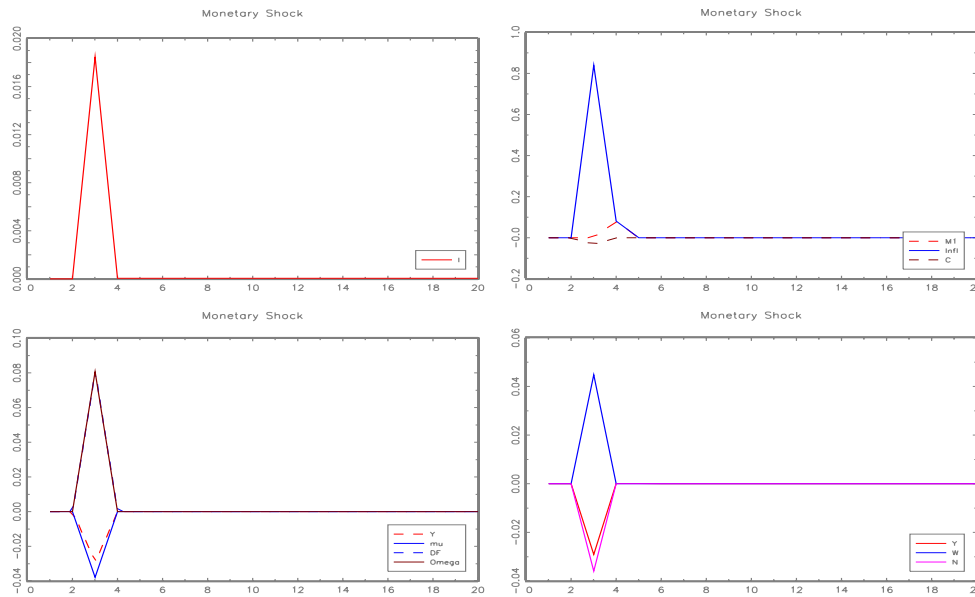 Monetary Shock
0.020
0.016
0.012
0.008
0.004
0.000
0 2 4 6 8 10 12 14 16 18 20
I
Monetary Shock
1.0
0.8
0.6
0.4
0.2
-0.0
-0.2
0 2 4 6 8 10 12 14 16 18 20
M1
Infl
C
Monetary Shock
0.10
0.08
0.06
0.04
0.02
0.00
-0.02
-0.04
0 2 4 6 8 10 12 14 16 18 20
Y
mu
DF
Omega
Monetary Shock
0.06
0.04
0.02
0.00
-0.02
-0.04
0 2 4 6 8 10 12 14 16 18 20
Y
W
N